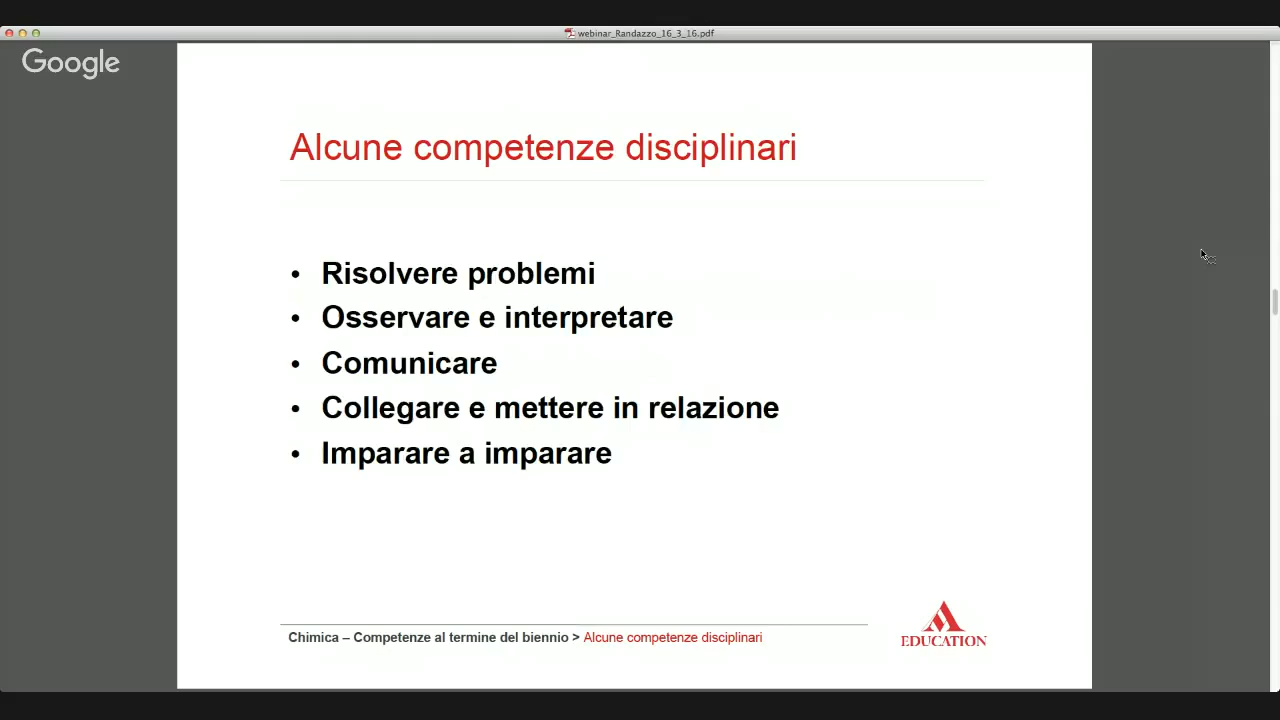 webinar_Randazzo_16_3_16.pdf
Google
Alcune competenze disciplinari
• Risolvere problemi
• Osservare e interpretare
• Comunicare
• Collegare e mettere in relazione
• Imparare a imparare
Chimica – Competenze al termine del biennio > Alcune competenze disciplinari
EDUCATION